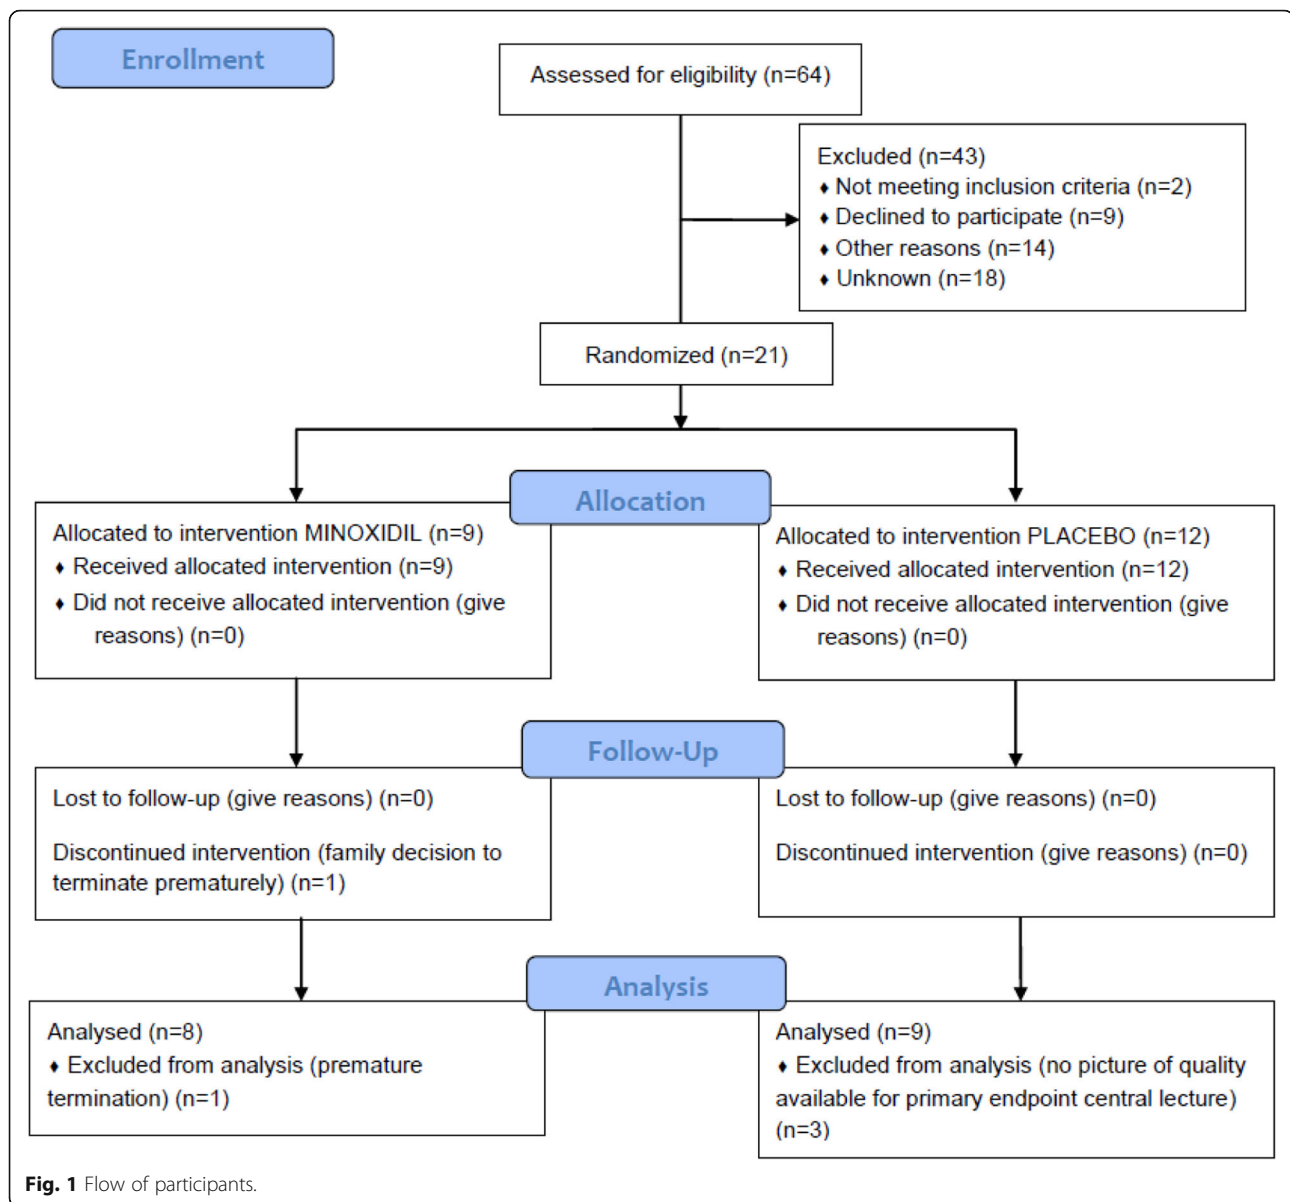 Enrollment
Assessed for eligibility (n=64)
Excluded (n=43)
♦ Not meeting inclusion criteria (n=2)
♦ Declined to participate (n=9)
♦ Other reasons (n=14)
♦ Unknown (n=18)
Randomized (n=21)
Allocation
Allocated to intervention MINOXIDIL (n=9)
♦ Received allocated intervention (n=9)
♦ Did not receive allocated intervention (give
reasons) (n=0)
Allocated to intervention PLACEBO (n=12)
♦ Received allocated intervention (n=12)
♦ Did not receive allocated intervention (give
reasons) (n=0)
Follow-Up
Lost to follow-up (give reasons) (n=0)
Discontinued intervention (family decision to
terminate prematurely) (n=1)
Lost to follow-up (give reasons) (n=0)
Discontinued intervention (give reasons) (n=0)
Analysis
Analysed (n=8)
♦ Excluded from analysis (premature
termination) (n=1)
Analysed (n=9)
♦ Excluded from analysis (no picture of quality
available for primary endpoint central lecture)
(n=3)
Fig. 1 Flow of participants.